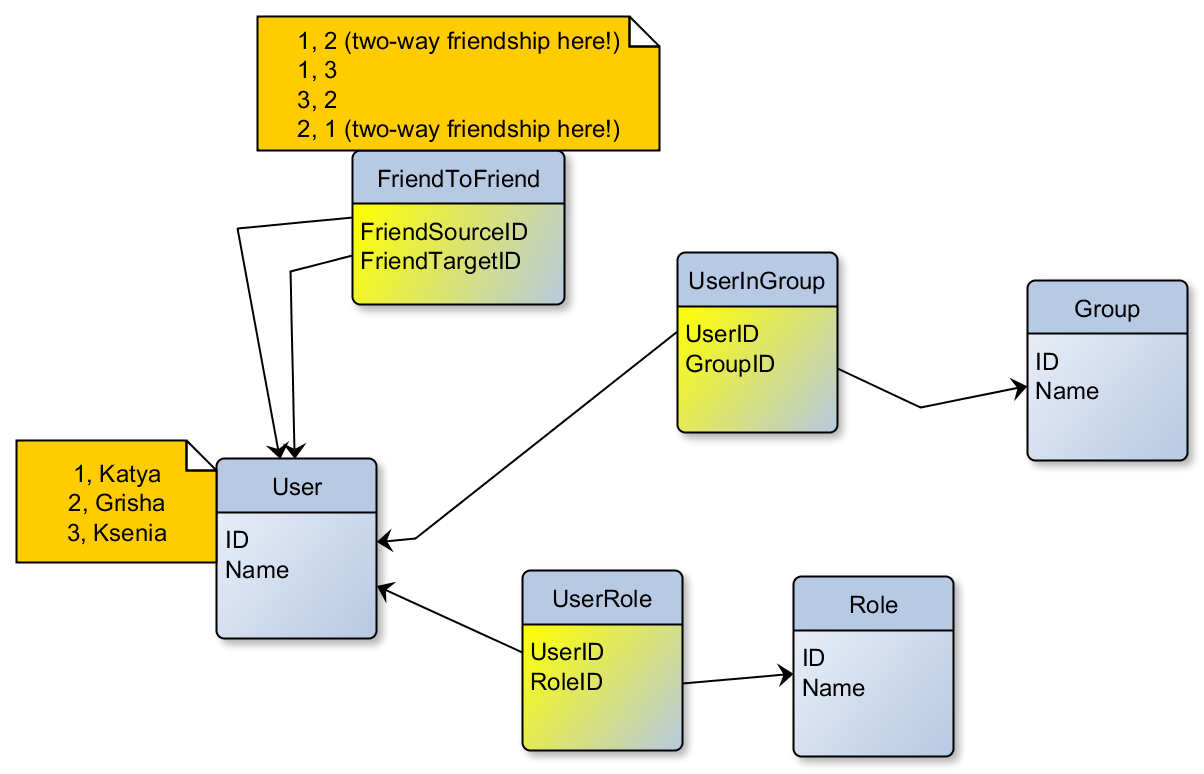 1, 2 (two-way friendship here!)
1, 3
3, 2
2, 1 (two-way friendship here!)
FriendToFriend
FriendSourceID
FriendTargetID
UserInGroup
UserID
GroupID
Group
ID
Name
1, Katya
2, Grisha
3, Ksenia
User
ID
Name
UserRole
UserID
RoleID
Role
ID
Name